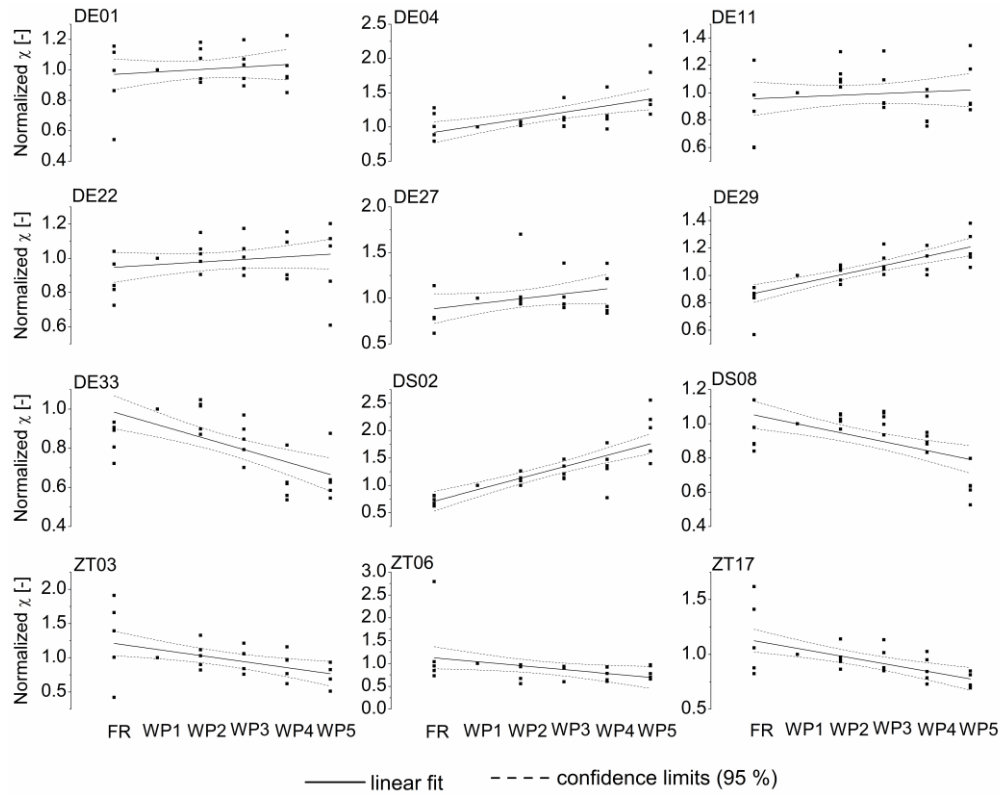 DE01
DE04
DE11
Normalized χ [-]
1.2
1.0
0.8
0.6
0.4
2.5
2.0
1.5
1.0
0.5
1.4
1.2
1.0
0.8
0.6
0.4
DE22
DE27
DE29
Normalized χ [-]
1.2
1.0
0.8
0.6
2.0
1.5
1.0
0.5
1.4
1.2
1.0
0.8
0.6
DE33
DS02
DS08
Normalized χ [-]
1.0
0.8
0.6
0.4
2.5
2.0
1.5
1.0
0.5
1.2
1.0
0.8
0.6
0.4
ZT03
ZT06
ZT17
Normalized χ [-]
2.0
1.5
1.0
0.5
3.0
2.5
2.0
1.5
1.0
0.5
0.0
1.5
1.0
0.5
FR WP1 WP2 WP3 WP4 WP5
FR WP1 WP2 WP3 WP4 WP5
FR WP1 WP2 WP3 WP4 WP5
linear fit
confidence limits (95 %)